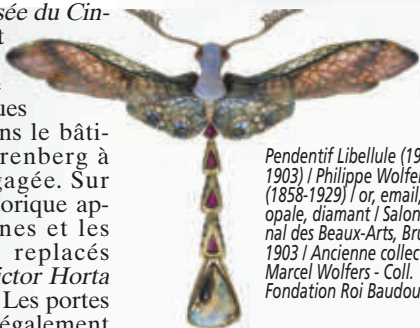 sée du Cin-
t
ues
ns le bâti-
renberg à
gagée. Sur
torique ap-
nes et les
replacés
ictor Horta
Les portes
également
Pendentif Libellule (19
1903) / Philippe Wolfer
(1858-1929) / or, email,
opale, diamant / Salon
nal des Beaux-Arts, Bru
1903 / Ancienne collec
Marcel Wolfers - Coll.
Fondation Roi Baudou